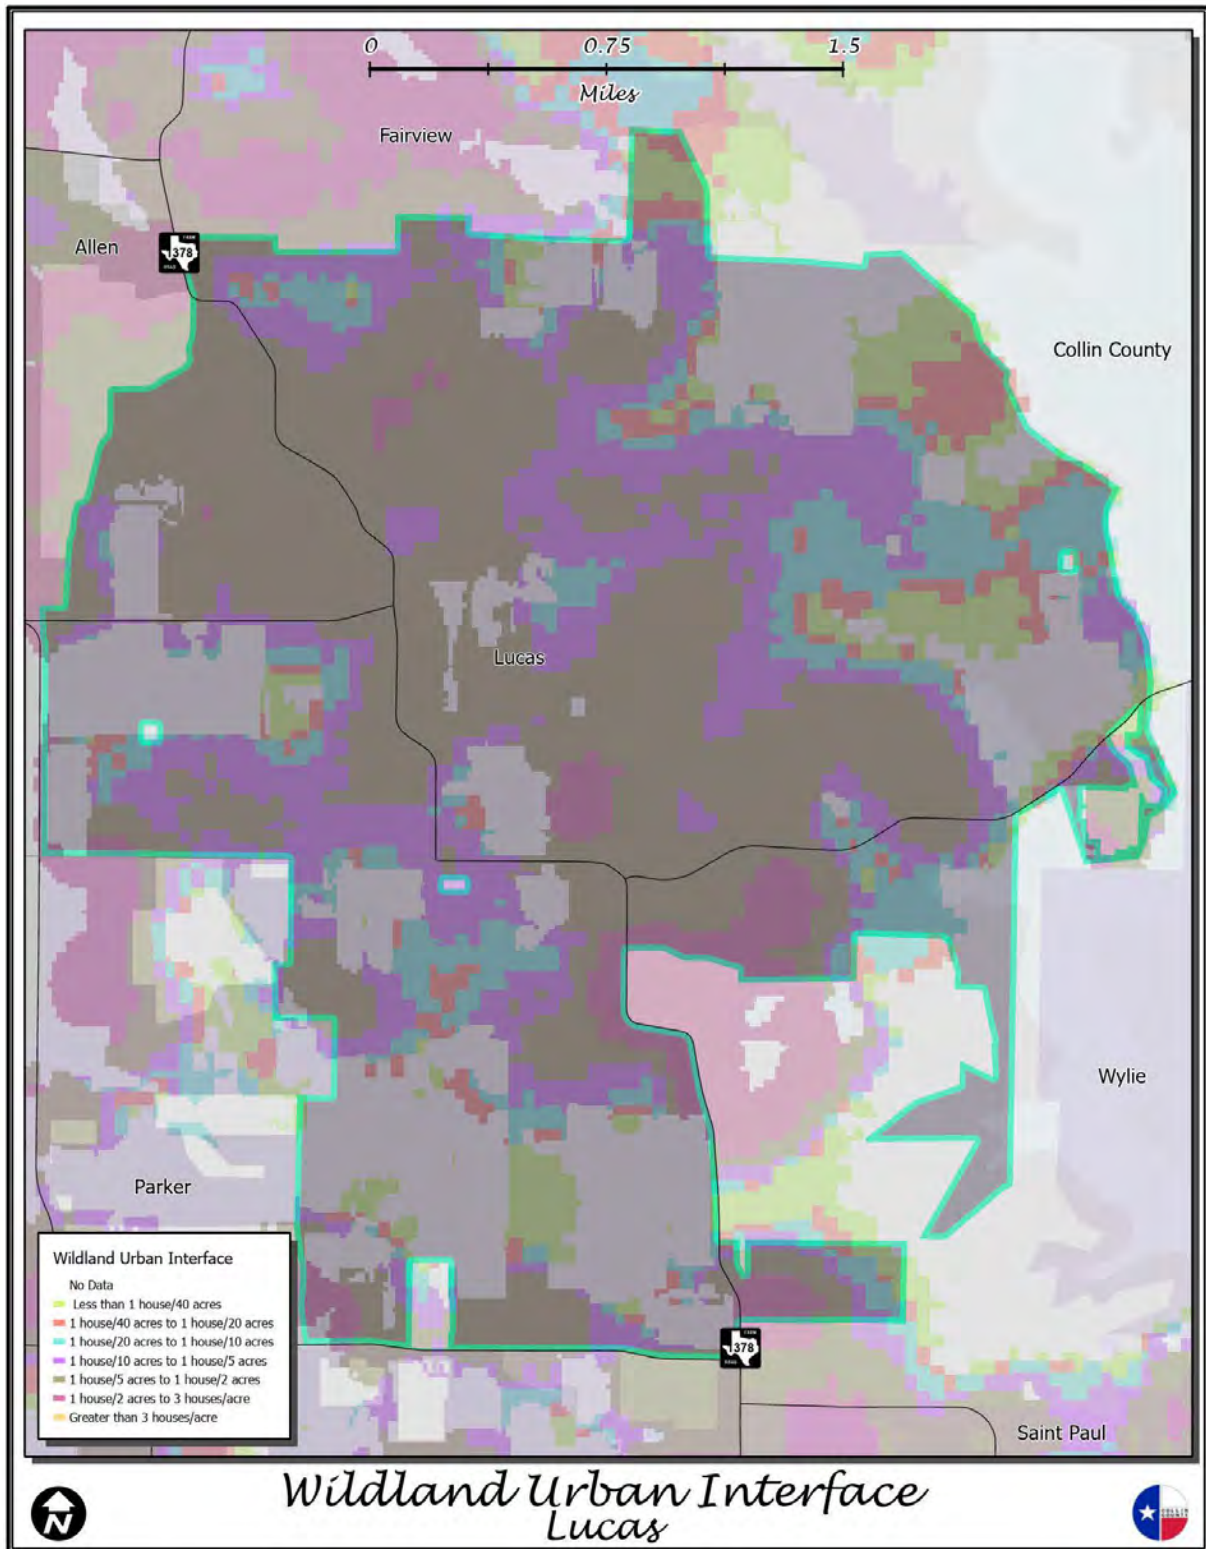 0 0.75 1.5
Miles
Fairview
Allen
1378
Collin County
Lucas
Wylie
Parker
Wildland Urban Interface
No Data
Less than 1 house/40 acres
1 house/40 acres to 1 house/20 acres
1 house/20 acres to 1 house/10 acres
1 house/10 acres to 1 house/5 acres
1 house/5 acres to 1 house/2 acres
1 house/2 acres to 3 houses/acre
Greater than 3 houses/acre
1378
Saint Paul
Wildland Urban Interface
Lucas
N
COLLIN
COUNTY